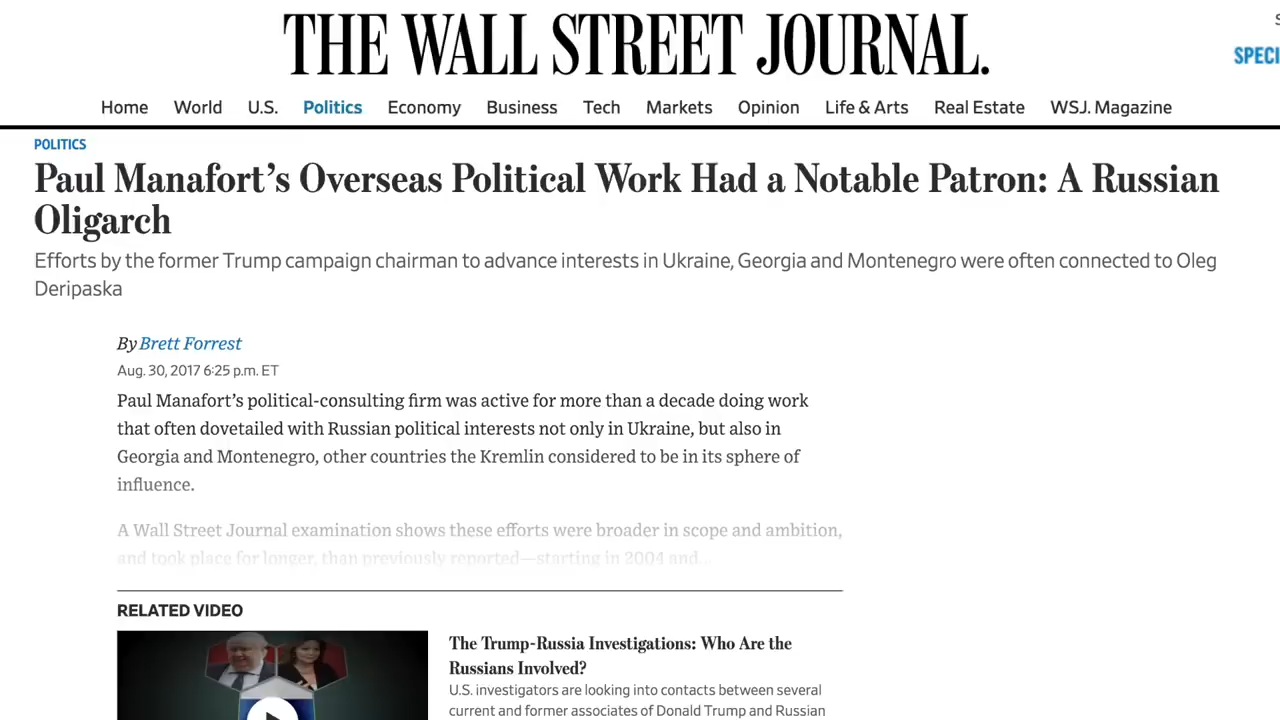 THE WALL STREET JOURNAL.
SPECI
Home World U.S. Politics Economy Business Tech Markets Opinion Life & Arts Real Estate WSJ. Magazine
POLITICS
Paul Manafort’s Overseas Political Work Had a Notable Patron: A Russian
Oligarch
Efforts by the former Trump campaign chairman to advance interests in Ukraine, Georgia and Montenegro were often connected to Oleg
Deripaska
By Brett Forrest
Aug. 30, 2017 6:25 p.m. ET
Paul Manafort’s political-consulting firm was active for more than a decade doing work
that often dovetailed with Russian political interests not only in Ukraine, but also in
Georgia and Montenegro, other countries the Kremlin considered to be in its sphere of
influence.
A Wall Street Journal examination shows these efforts were broader in scope and ambition,
and took place for longer, than previously reported—starting in 2004 and...
RELATED VIDEO
The Trump-Russia Investigations: Who Are the
Russians Involved?
U.S. investigators are looking into contacts between several
current and former associates of Donald Trump and Russian